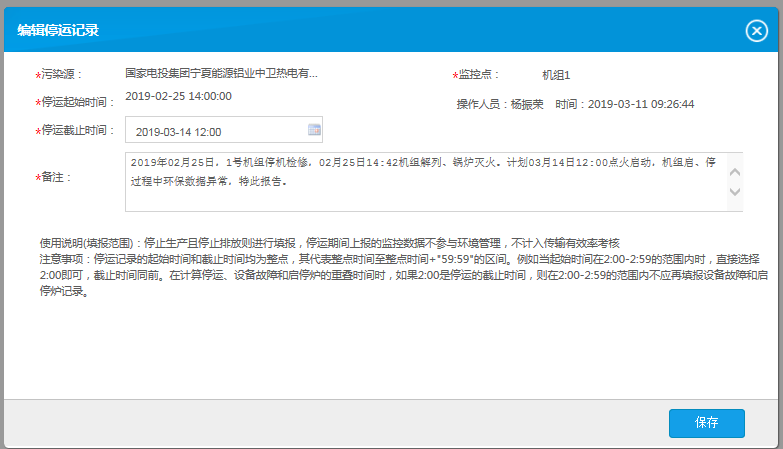 编辑停运记录
*污染源： 国家电投集团宁夏能源铝业中卫热电有... *监控点： 机组1
*停运起始时间： 2019-02-25 14:00:00 操作人员：杨振荣 时间：2019-03-11 09:26:44
*停运截止时间： 2019-03-14 12:00
*备注： 2019年02月25日，1号机组停机检修，02月25日14:42机组解列、锅炉灭火。计划03月14日12:00点火启动，机组启、停
过程中环保数据异常，特此报告。
使用说明(填报范围)：停止生产且停止排放则进行填报，停运期间上报的监控数据不参与环境管理，不计入传输有效率考核
注意事项：停运记录的起始时间和截止时间均为整点，其代表整点时间至整点时间+"59:59"的区间。例如当起始时间在2:00-2:59的范围内时，直接选择
2:00即可，截止时间同前。在计算停运、设备故障和启停炉的重叠时间时，如果2:00是停运的截止时间，则在2:00-2:59的范围内不应再填报设备故障和启
停炉记录。
保存